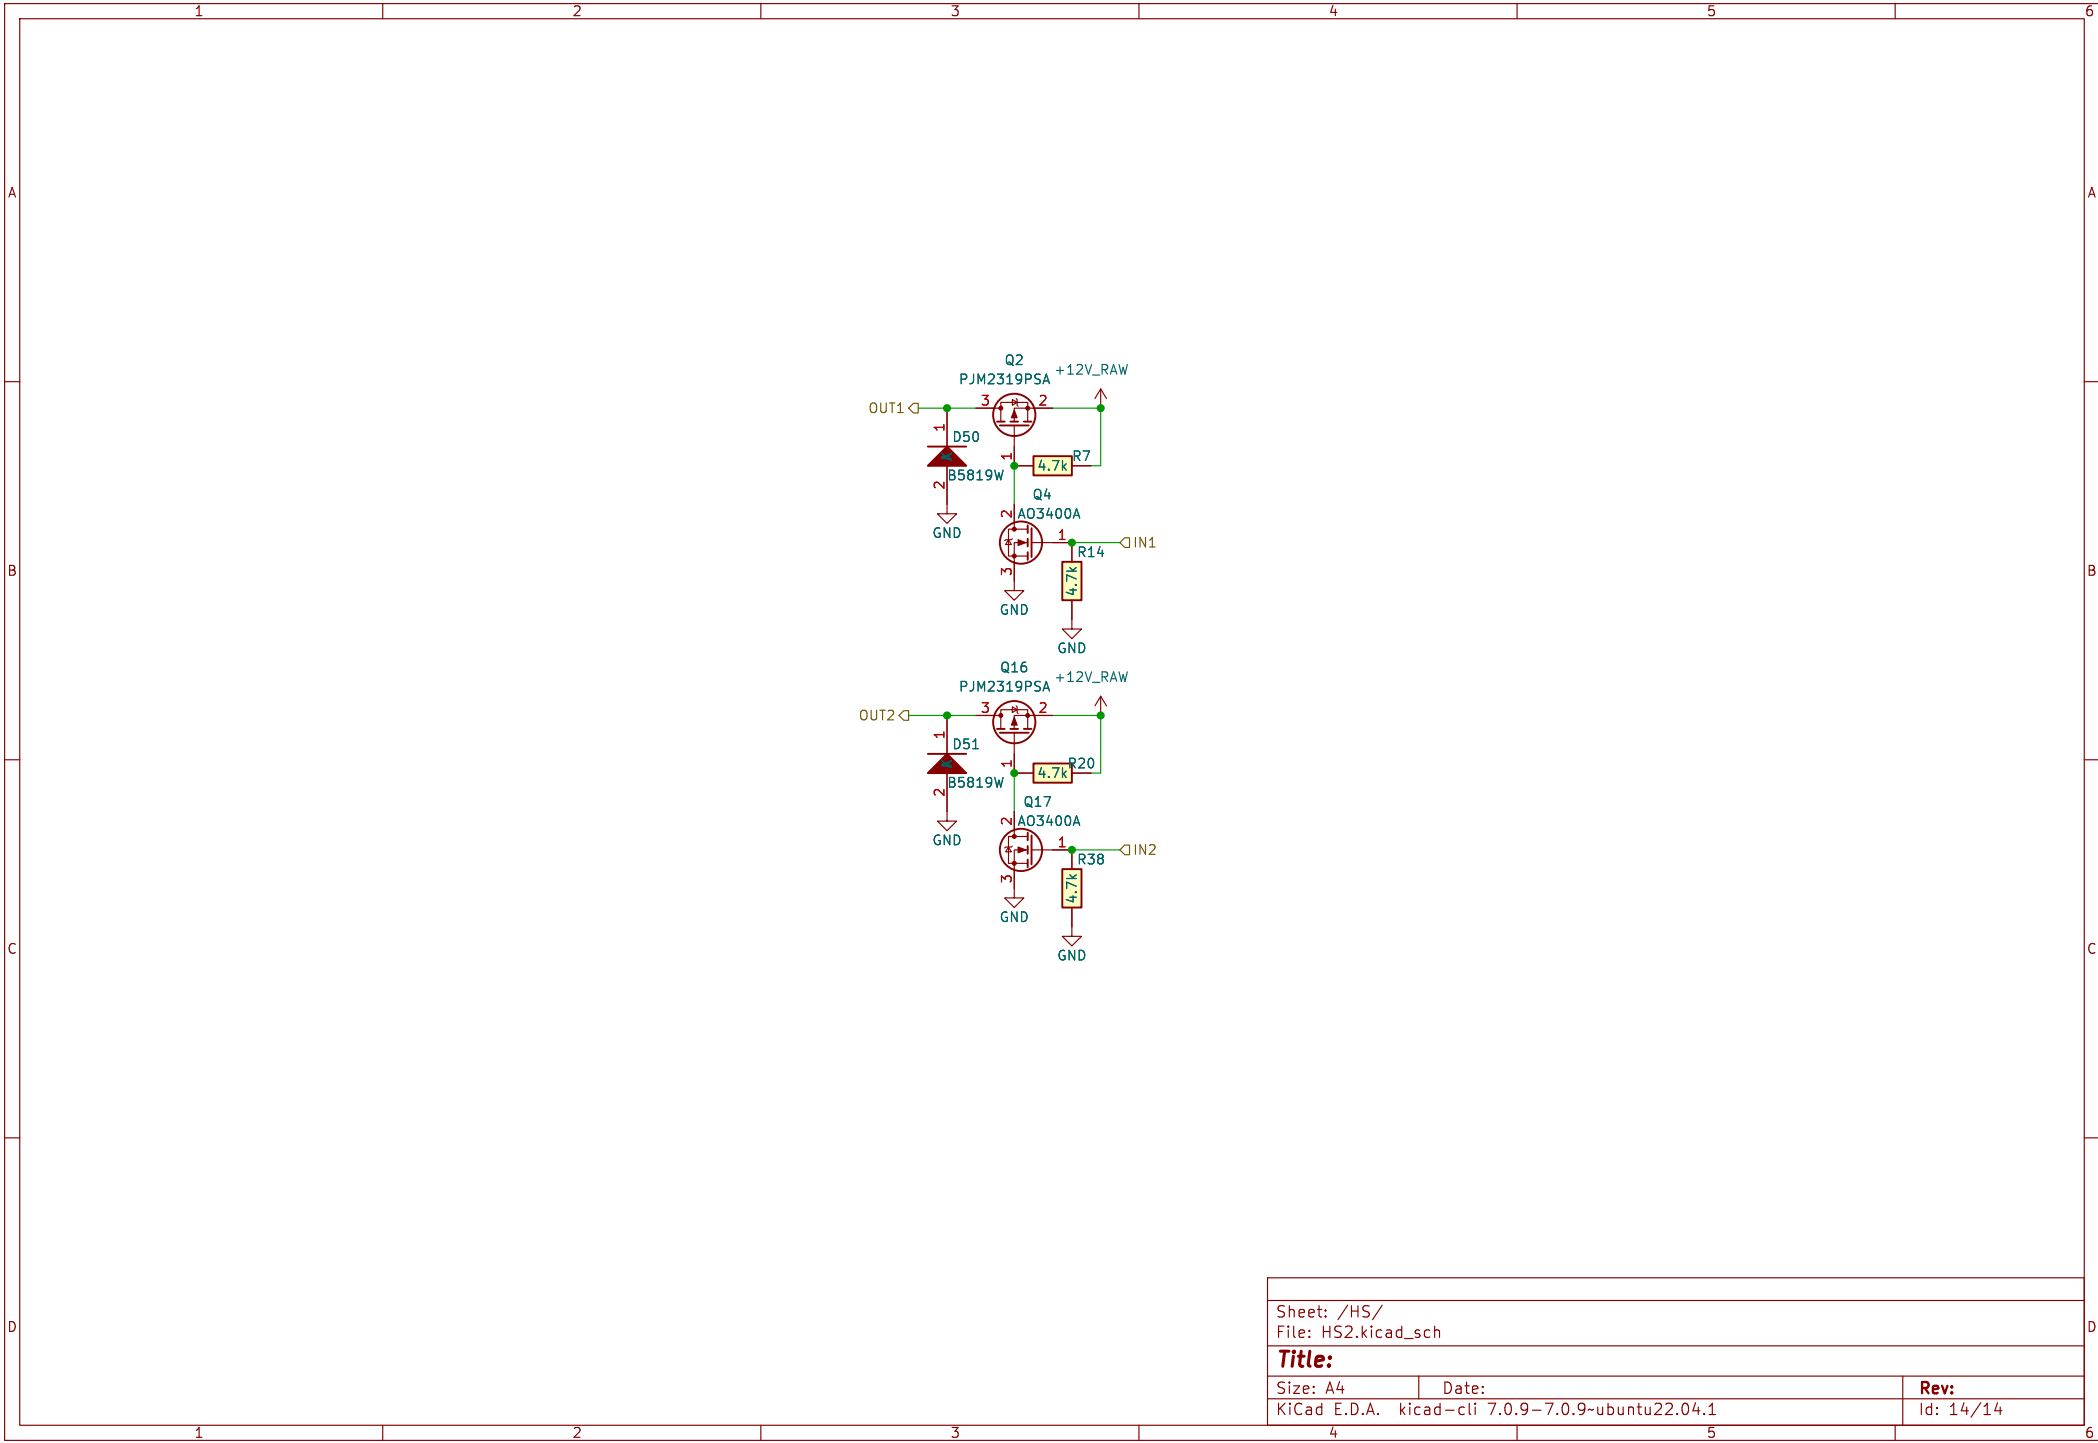 1 2 3 4 5 6
A A
Q2
PJM2319PSA
+12V_RAW
OUT1
3 2
1
D50
K
B5819W
2
GND
1
4.7k
R7
Q4
AO3400A
2
1
IN1
B B
R14
4.7k
3
GND
GND
Q16
PJM2319PSA
+12V_RAW
OUT2
3 2
1
D51
K
B5819W
2
GND
1
4.7k
R20
Q17
AO3400A
2
1
IN2
R38
4.7k
3
GND
C C
GND
Sheet: /HS/
File: HS2.kicad_sch
D D
Title:
Size: A4 Date: Rev:
KiCad E.D.A. kicad-cli 7.0.9-7.0.9~ubuntu22.04.1 Id: 14/14
1 2 3 4 5 6